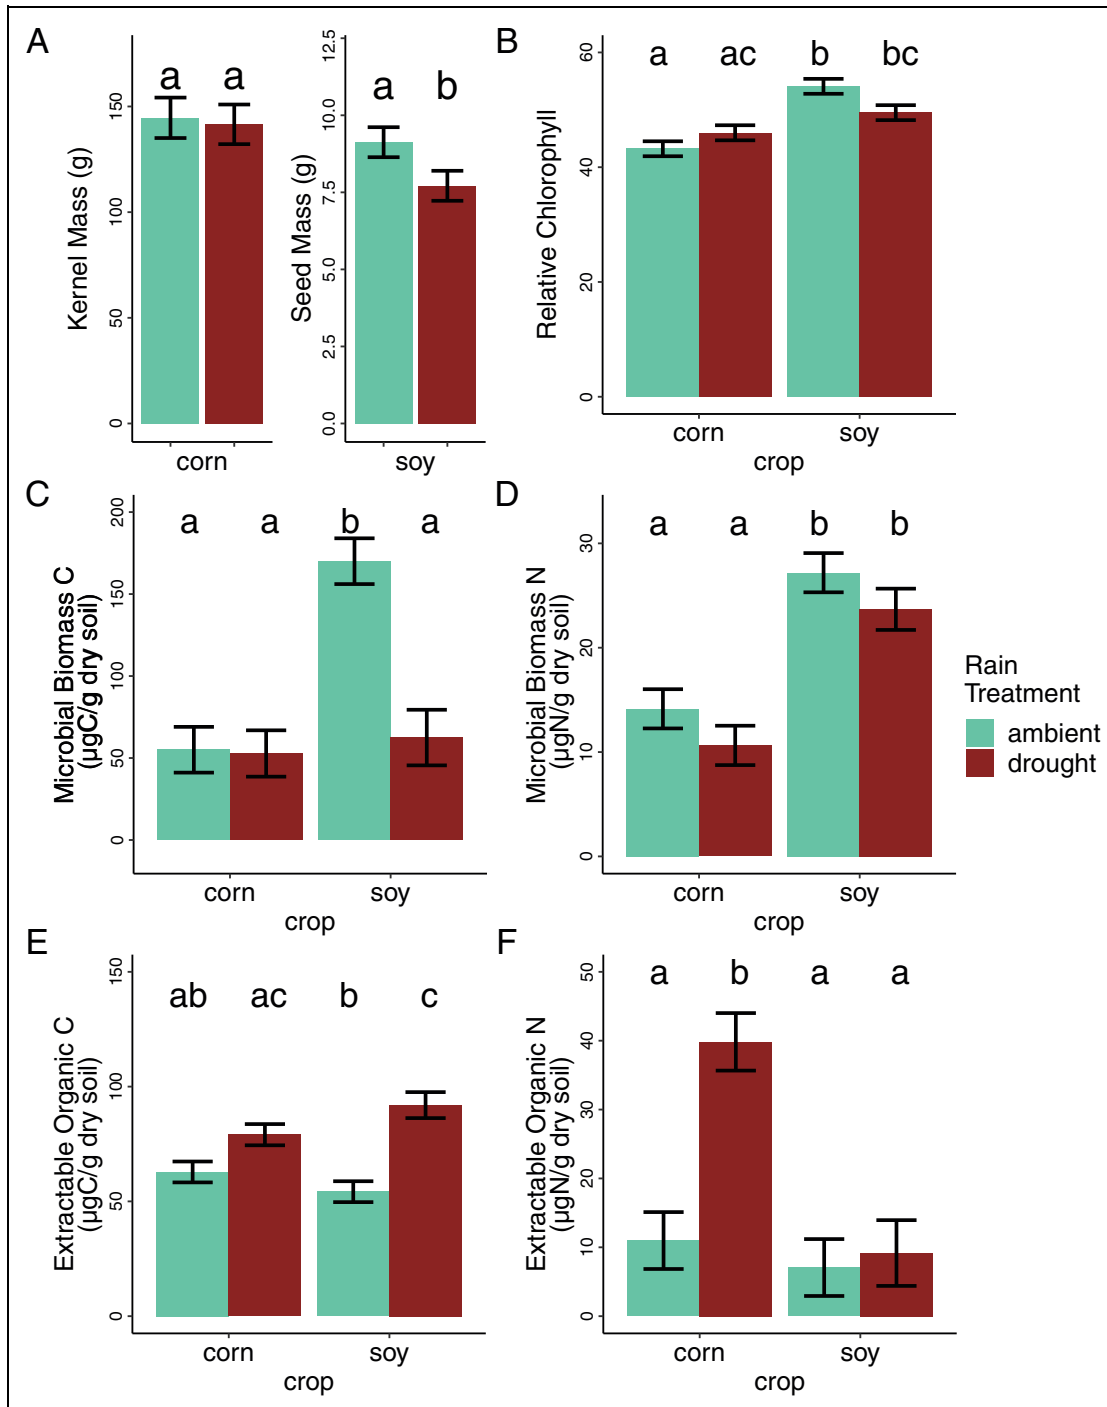 A
Kernel Mass (g)
150
100
50
0
a a
corn
Seed Mass (g)
12.5
10.0
7.5
5.0
2.5
0.0
a b
soy
B
Relative Chlorophyll
60
40
20
0
a ac b bc
corn soy
crop
C
Microbial Biomass C
(µgC/g dry soil)
200
150
100
50
0
a a b a
corn soy
crop
D
Microbial Biomass N
(µgN/g dry soil)
30
20
10
0
a a b b
corn soy
crop
Rain
Treatment
ambient
drought
E
Extractable Organic C
(µgC/g dry soil)
150
100
50
0
ab ac b c
corn soy
crop
F
Extractable Organic N
(µgN/g dry soil)
50
40
30
20
10
0
a b a a
corn soy
crop